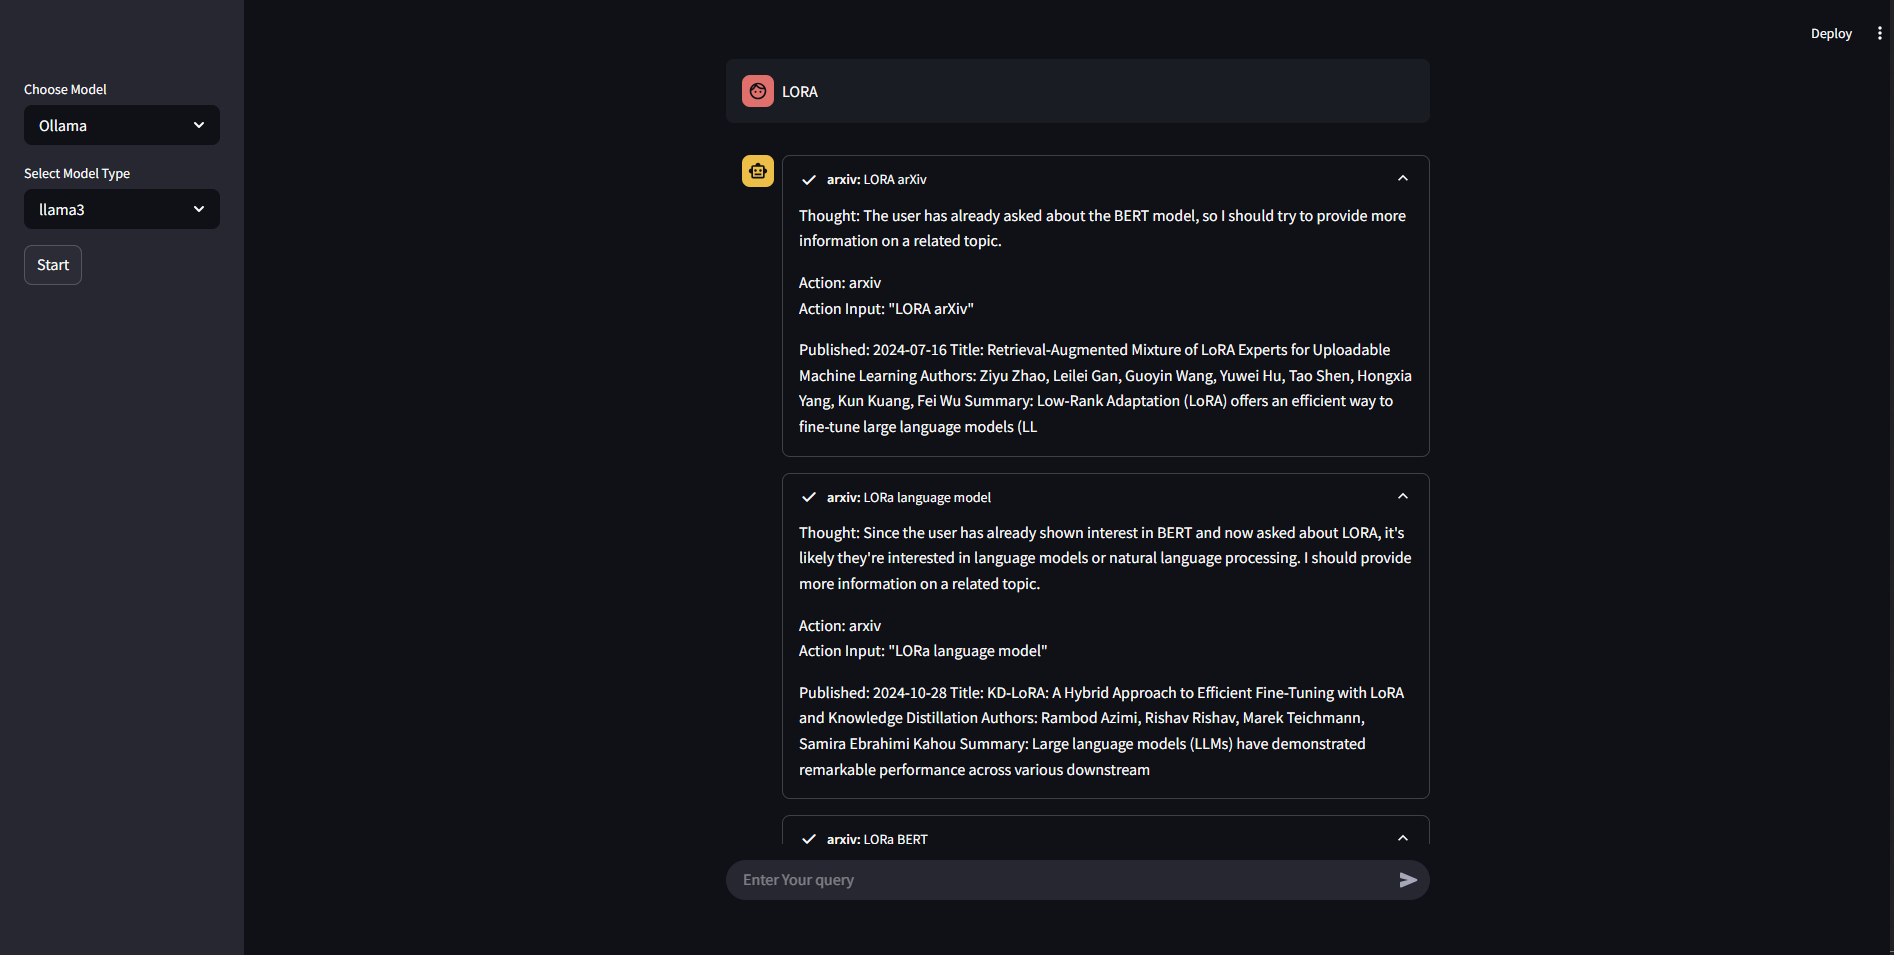 Deploy
Choose Model
Ollama
Select Model Type
llama3
Start
LORA
arxiv: LORA arXiv
Thought: The user has already asked about the BERT model, so I should try to provide more
information on a related topic.
Action: arxiv
Action Input: "LORA arXiv"
Published: 2024-07-16 Title: Retrieval-Augmented Mixture of LoRA Experts for Uploadable
Machine Learning Authors: Ziyu Zhao, Leilei Gan, Guoyin Wang, Yuwei Hu, Tao Shen, Hongxia
Yang, Kun Kuang, Fei Wu Summary: Low-Rank Adaptation (LoRA) offers an efficient way to
fine-tune large language models (LL
arxiv: LORa language model
Thought: Since the user has already shown interest in BERT and now asked about LORA, it's
likely they're interested in language models or natural language processing. I should provide
more information on a related topic.
Action: arxiv
Action Input: "LORa language model"
Published: 2024-10-28 Title: KD-LoRA: A Hybrid Approach to Efficient Fine-Tuning with LoRA
and Knowledge Distillation Authors: Rambod Azimi, Rishav Rishav, Marek Teichmann,
Samira Ebrahimi Kahou Summary: Large language models (LLMs) have demonstrated
remarkable performance across various downstream
arxiv: LORa BERT
Enter Your query